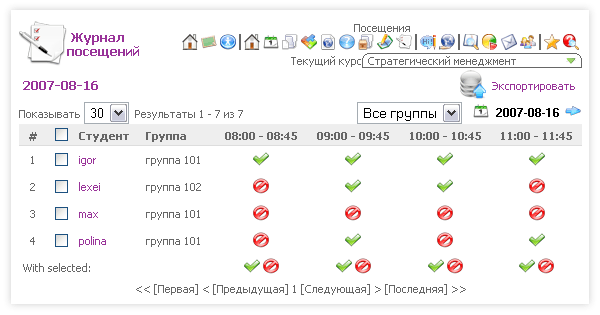 Журнал посещений
Посещения
Текущий курс Стратегический менеджмент
2007-08-16
Экспортировать
Показывать 30 Результаты 1 - 7 из 7 Все группы 2007-08-16
# Студент Группа 08:00 - 08:45 09:00 - 09:45 10:00 - 10:45 11:00 - 11:45
1 igor группа 101
2 lexei группа 102
3 max группа 101
4 polina группа 101
With selected:
<< [Первая] < [Предыдущая] 1 [Следующая] > [Последняя] >>